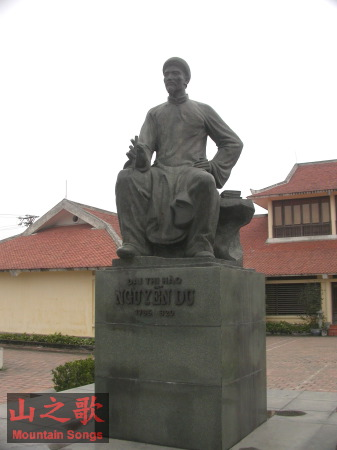 ĐẠI THI HÀO
NGUYỄN DU
山之歌
Mountain Songs